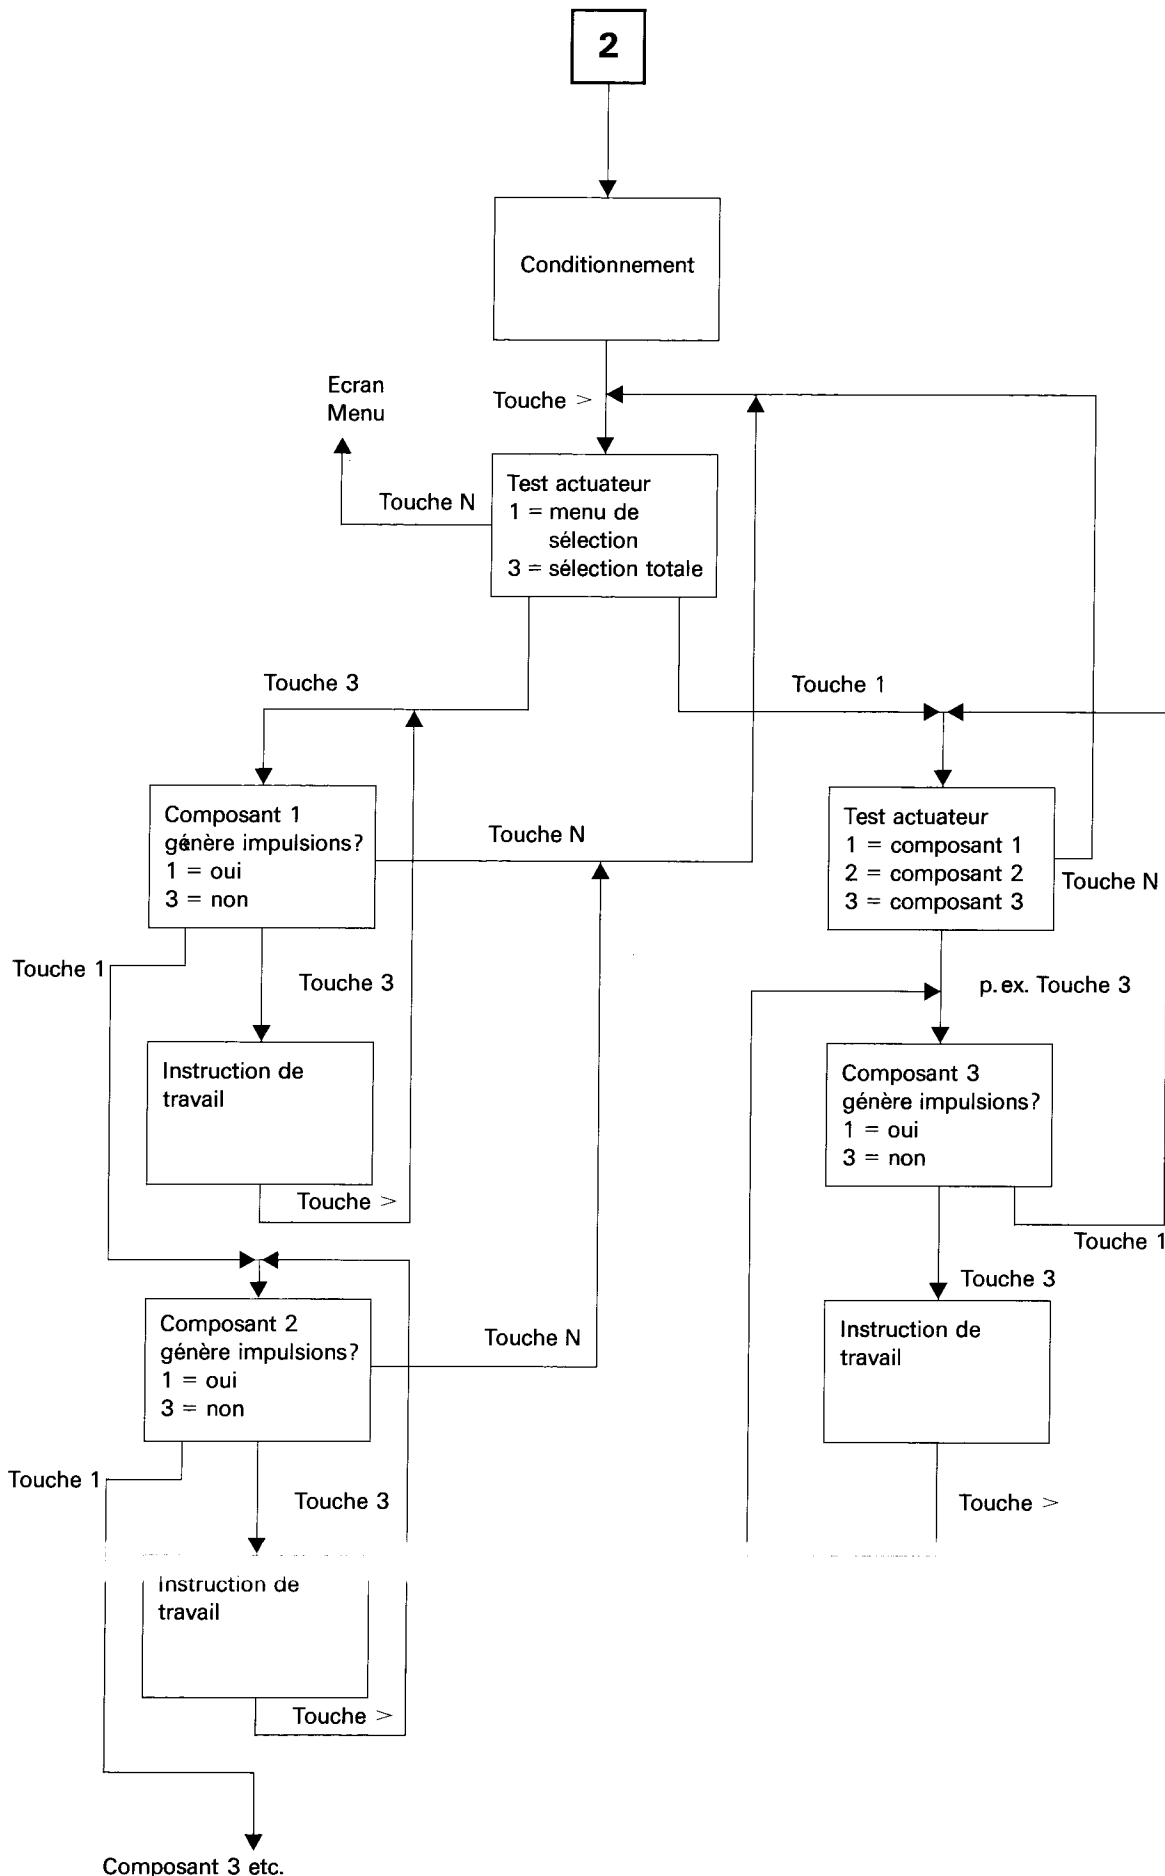 2
Conditionnement
Ecran
Menu
Touche >
Touche N
Test actuateur
1 = menu de
sélection
3 = sélection totale
Touche 3
Touche 1
Composant 1
génère impulsions?
1 = oui
3 = non
Touche N
Test actuateur
1 = composant 1
2 = composant 2
3 = composant 3
Touche N
Touche 1
Touche 3
p. ex. Touche 3
Instruction de
travail
Composant 3
génère impulsions?
1 = oui
3 = non
Touche >
Touche 1
Touche 3
Composant 2
génère impulsions?
1 = oui
3 = non
Touche N
Instruction de
travail
Touche 1
Touche 3
Touche >
Instruction de
travail
Touche >
Composant 3 etc.